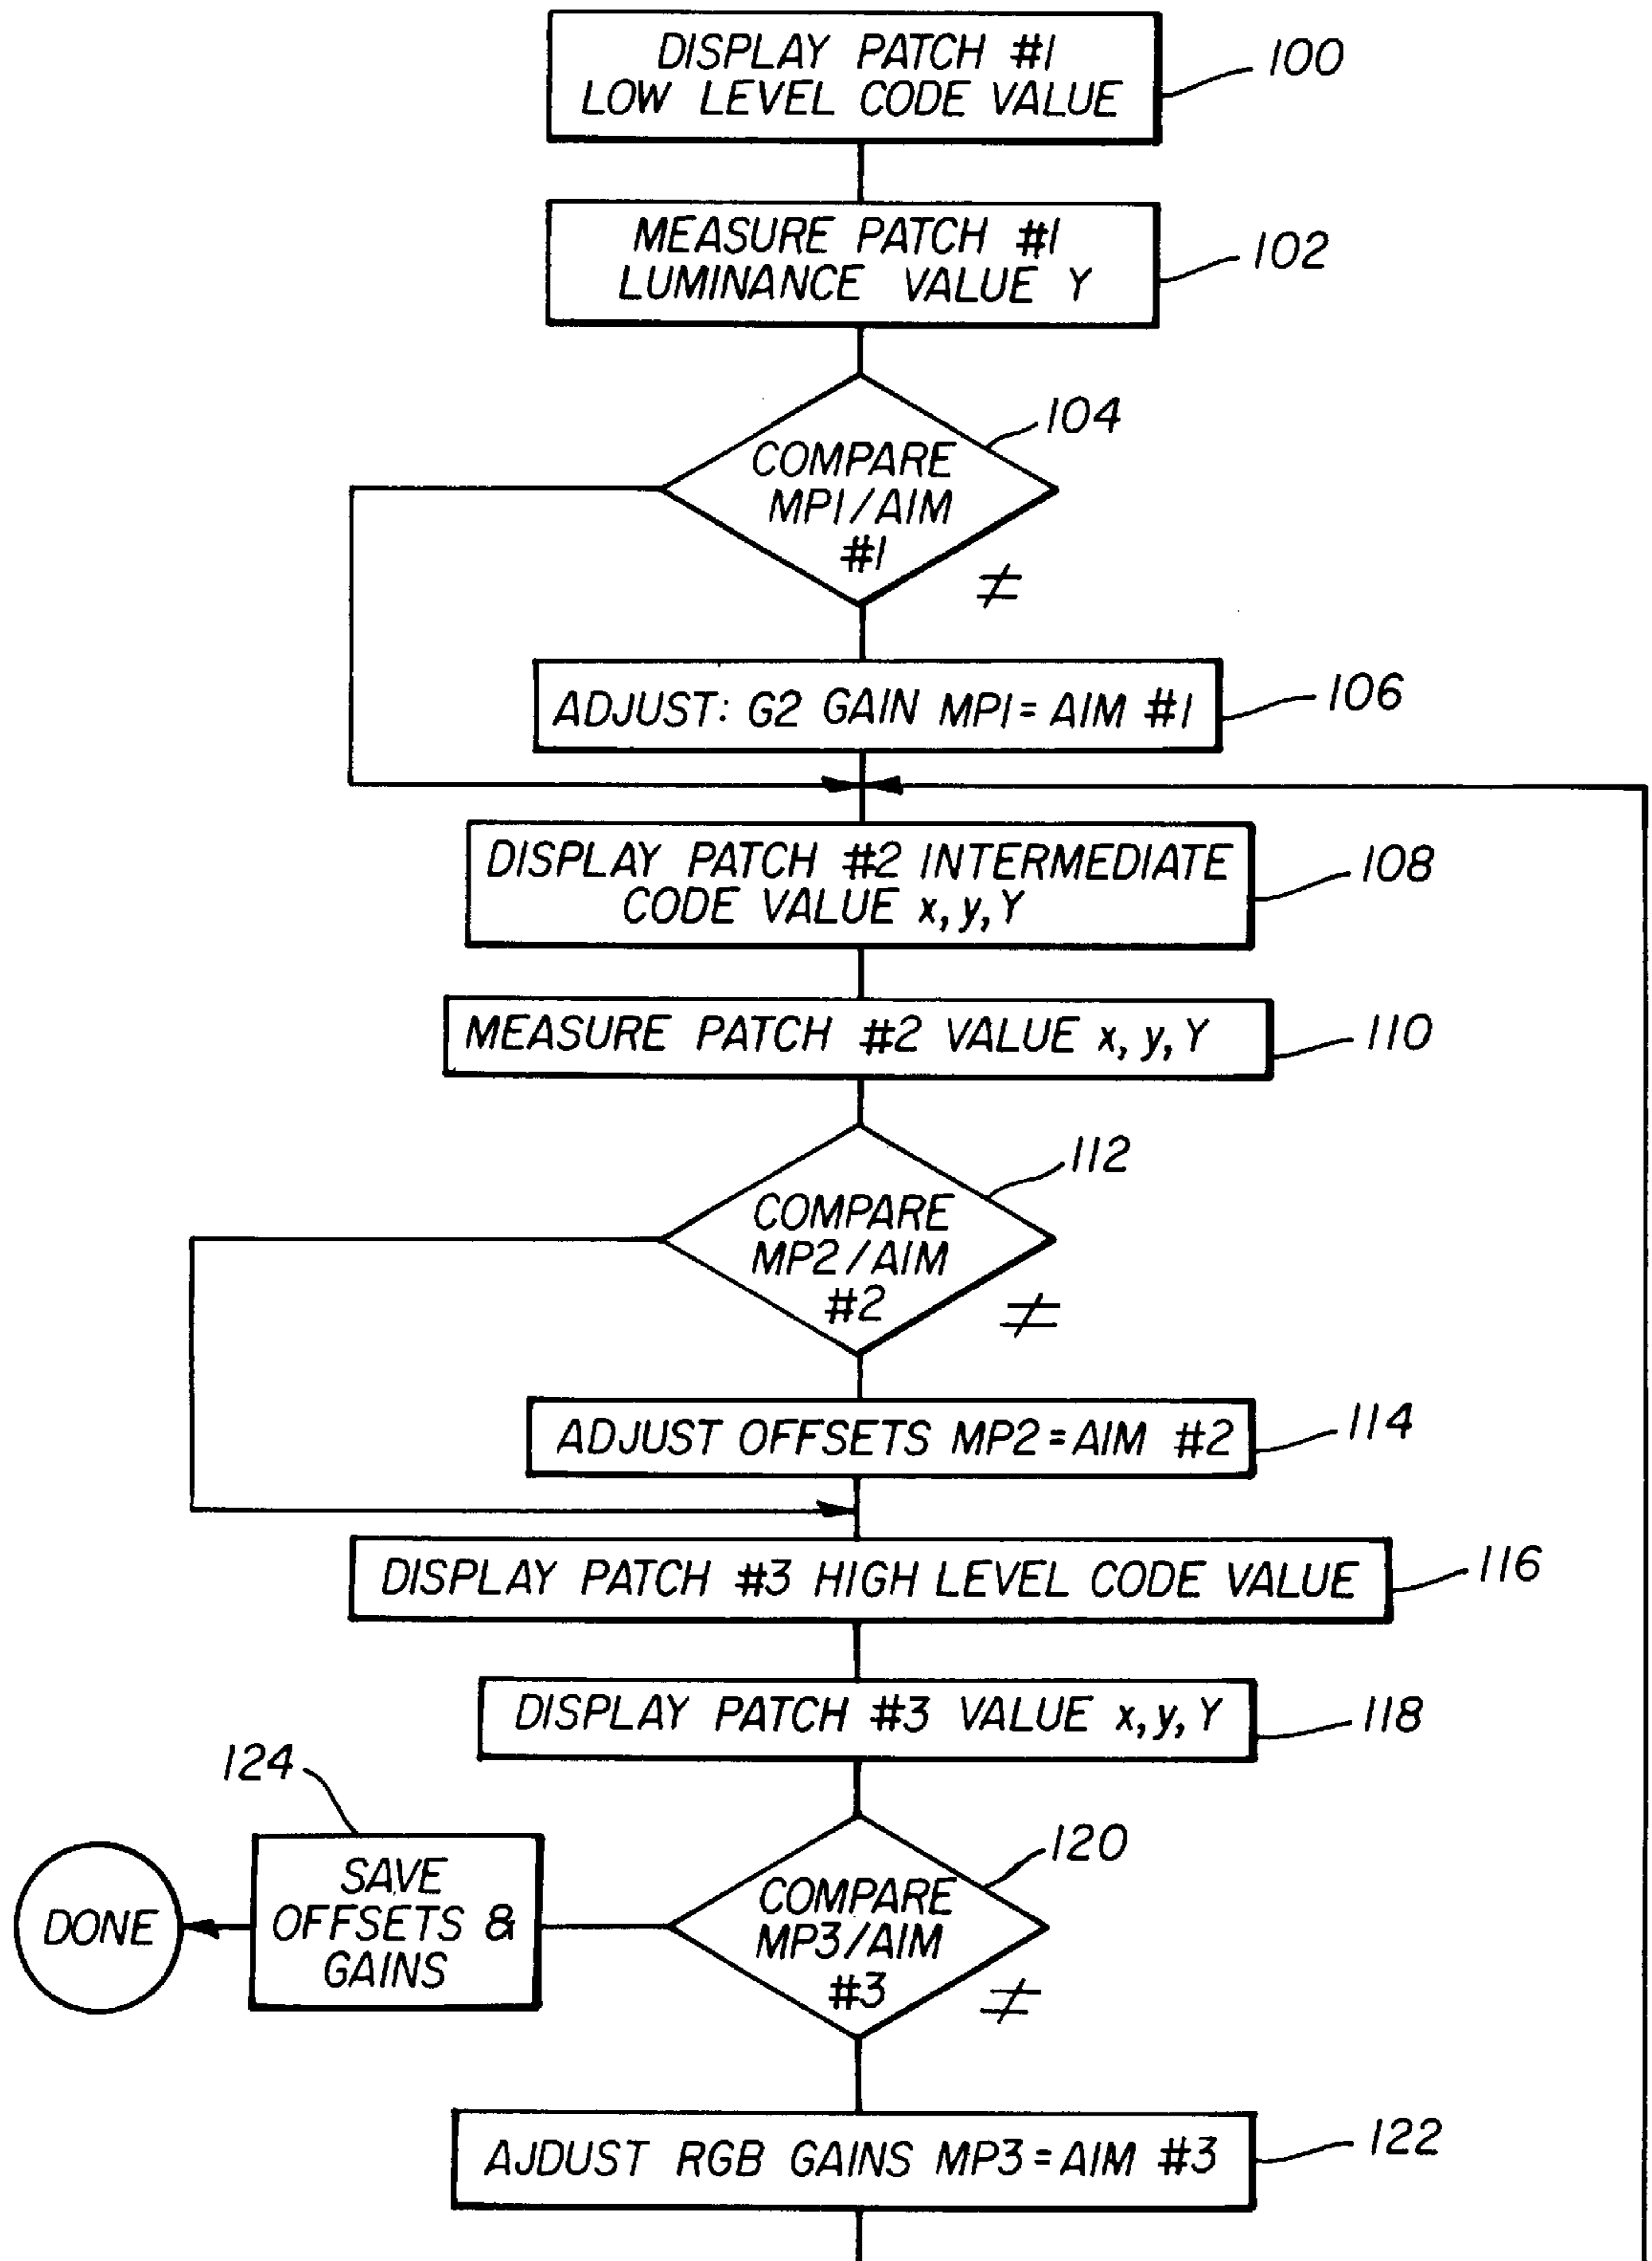 DISPLAY PATCH #1
LOW LEVEL CODE VALUE
100
MEASURE PATCH #1
LUMINANCE VALUE Y
102
104
COMPARE
MP1/AIM
#1
≠
ADJUST: G2 GAIN MP1=AIM #1
106
DISPLAY PATCH #2 INTERMEDIATE
CODE VALUE x, y, Y
108
MEASURE PATCH #2 VALUE x, y, Y
110
112
COMPARE
MP2/AIM
#2
≠
ADJUST OFFSETS MP2=AIM #2
114
DISPLAY PATCH #3 HIGH LEVEL CODE VALUE
116
DISPLAY PATCH #3 VALUE x, y, Y
118
124
SAVE
OFFSETS &
GAINS
DONE
120
COMPARE
MP3/AIM
#3
≠
AJDUST RGB GAINS MP3=AIM #3
122